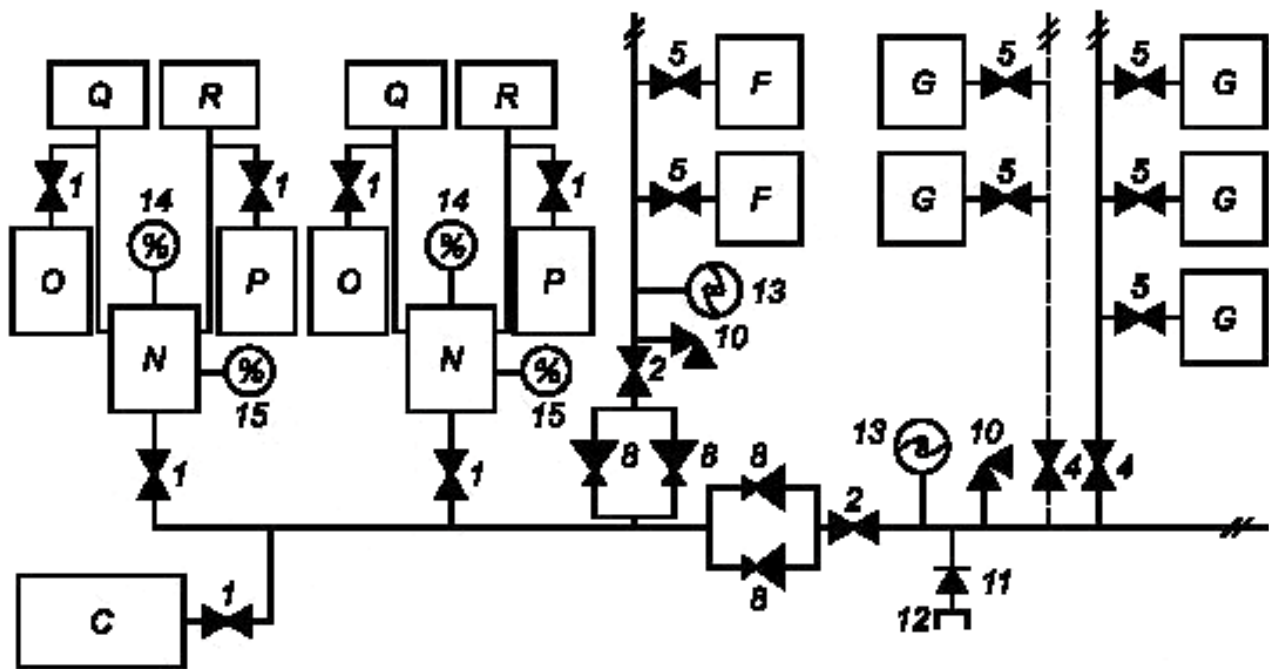 5 5 5
Q R Q R F G G
1 1 1 1
14 14 5 5 5
% % F G G
O P O P 13 5
G
N % N % 10
15 15 2
1 1 8 8 8 13 10 4 4
2
1 8 11
C 12